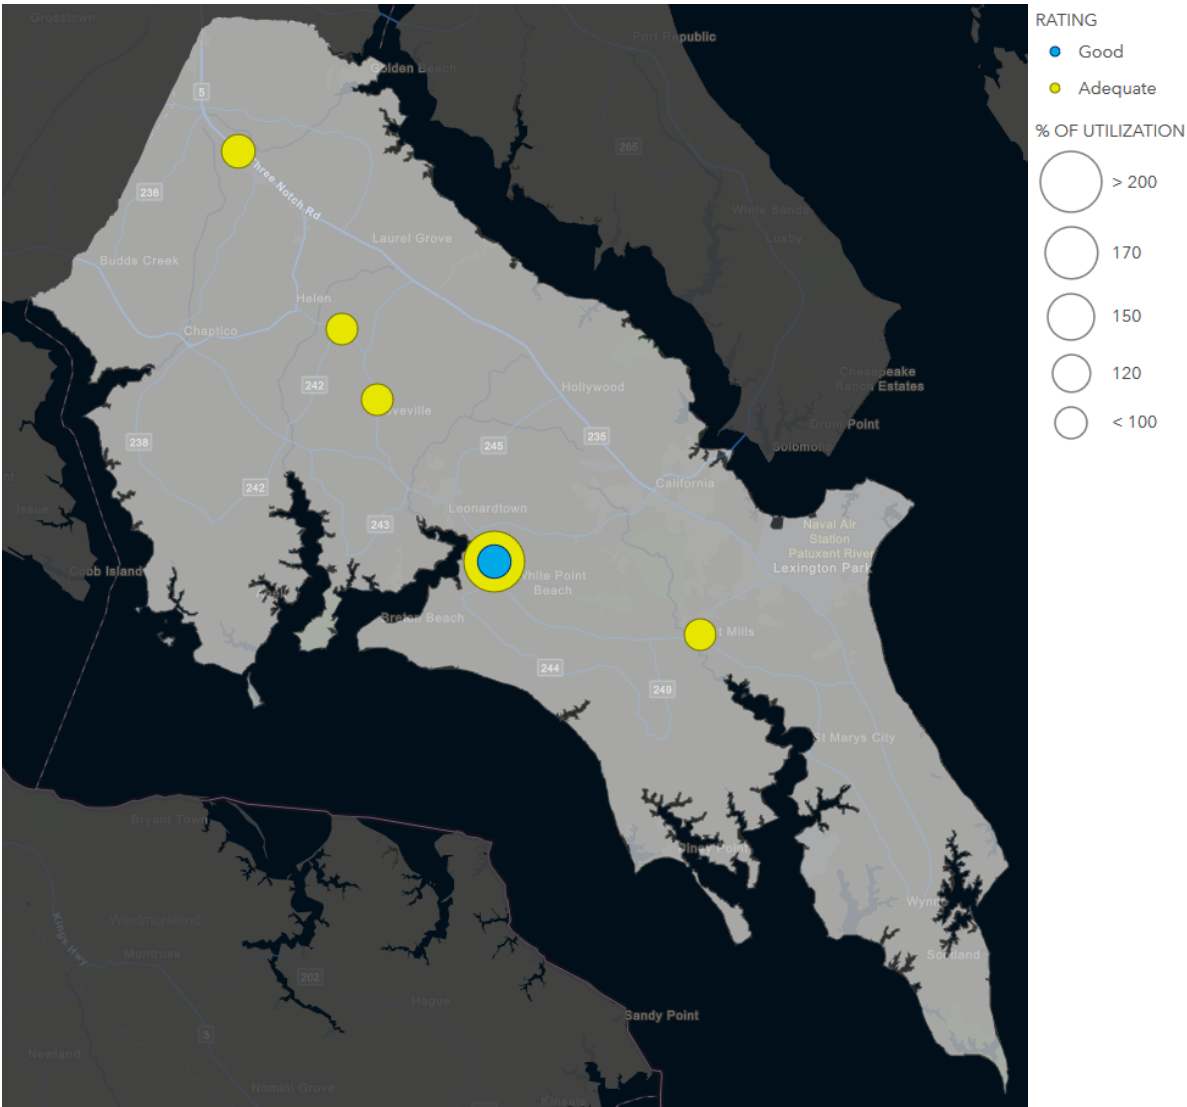 Grosstown
Port Republic
Golden Beach
5
265
236
Three Notch Rd
White Sands
Lusby
Laurel Grove
Budds Creek
Helen
Chaptico
Chesapeake
Ranch Estates
242
Hollywood
Drum Point
238
245
235
Solomons
California
242
Issue
Leonardtown
243
Naval Air
Station
Patuxent River
Lexington Park
Cobb Island
White Point
Beach
Breton Beach
244
249
St Marys City
Bryant Town
Piney Point
Kings Hwy
Westmoreland
Montross
Scotland
202
Hague
Sandy Point
3
Newland
Nomini Grove
Kinsale
RATING
Good
Adequate
% OF UTILIZATION
> 200
170
150
120
< 100